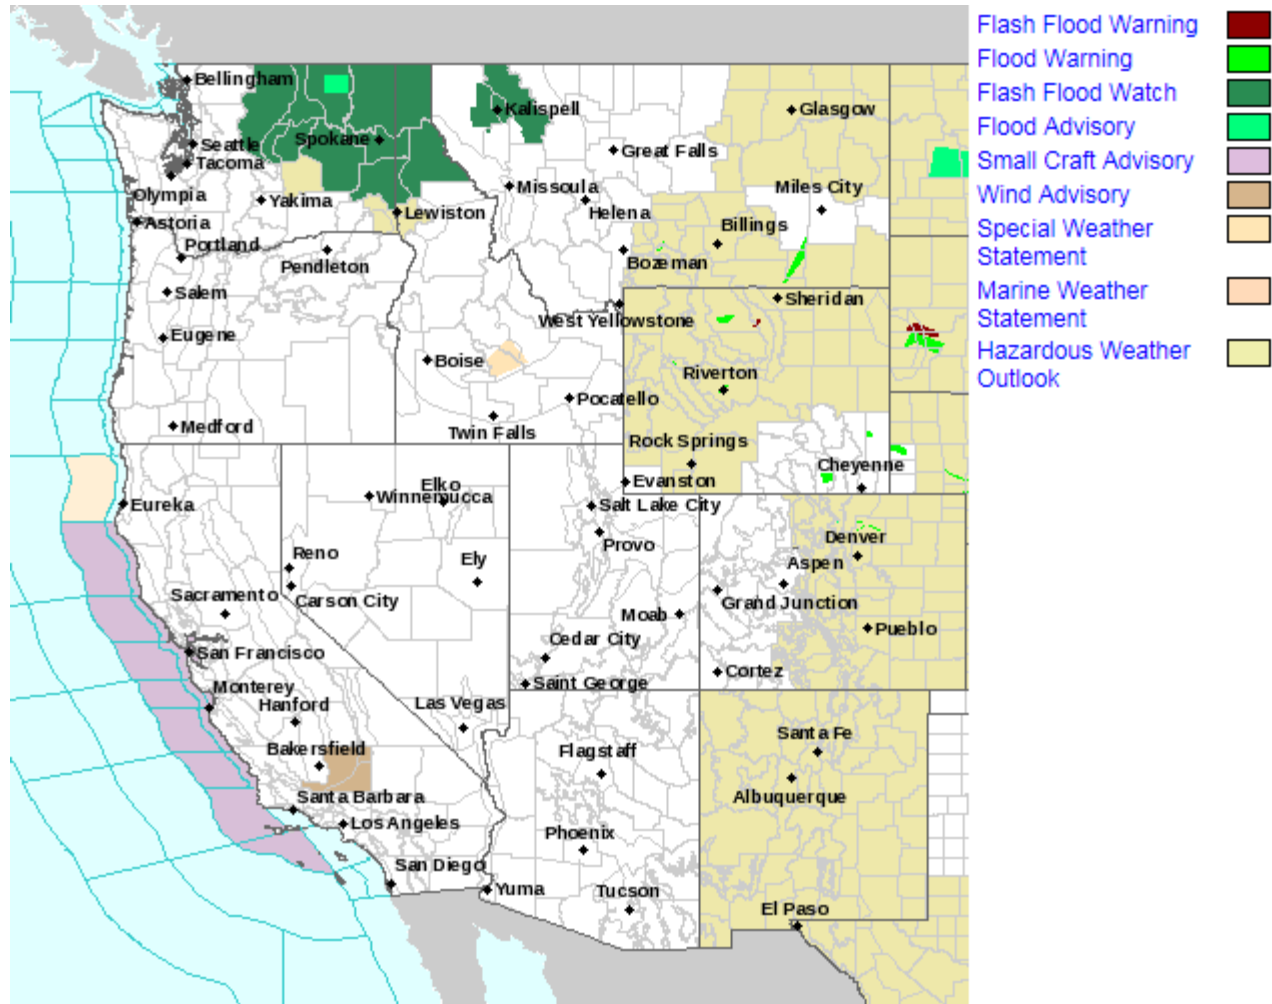 Bellingham
Seattle
Tacoma
Olympia
Astoria
Portland
Salem
Eugene
Medford
Spokane
Yakima
Lewiston
Pendleton
Kalispell
Great Falls
Missoula
Helena
Glasgow
Miles City
Billings
Bozeman
West Yellowstone
Sheridan
Boise
Pocatello
Twin Falls
Riverton
Rock Springs
Evanston
Cheyenne
Eureka
Elko
Winnemucca
Reno
Carson City
Ely
Sacramento
San Francisco
Monterey
Hanford
Bakersfield
Las Vegas
Santa Barbara
Los Angeles
San Diego
Salt Lake City
Provo
Moab
Cedar City
Saint George
Denver
Aspen
Grand Junction
Pueblo
Cortez
Flagstaff
Phoenix
Tucson
Yuma
Santa Fe
Albuquerque
El Paso
Flash Flood Warning
Flood Warning
Flash Flood Watch
Flood Advisory
Small Craft Advisory
Wind Advisory
Special Weather
Statement
Marine Weather
Statement
Hazardous Weather
Outlook